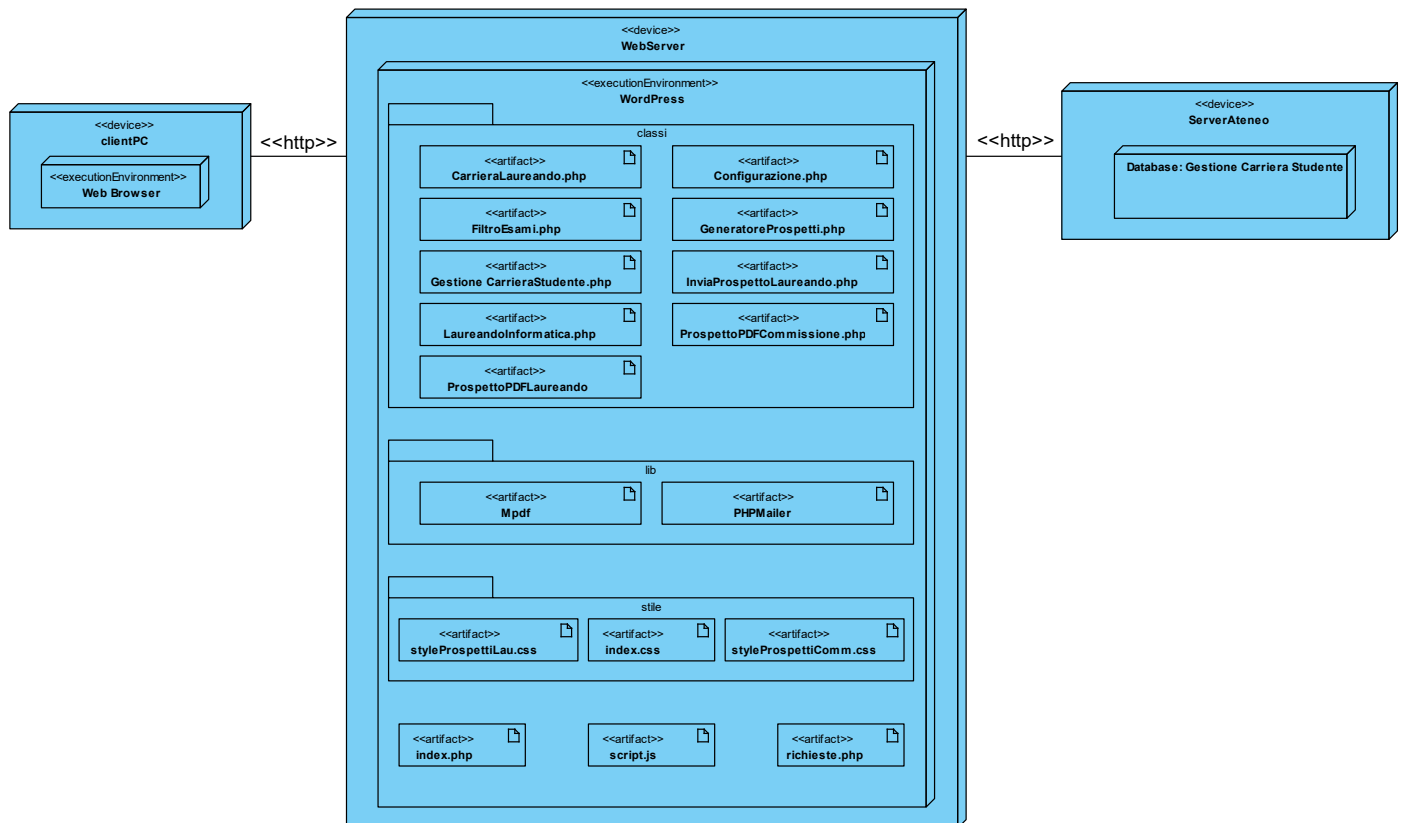 <<device>>
clientPC
<<executionEnvironment>>
Web Browser
<<http>>
<<device>>
WebServer
<<executionEnvironment>>
WordPress
classi
<<artifact>>
CarrieraLaureando.php
<<artifact>>
Configurazione.php
<<artifact>>
FiltroEsami.php
<<artifact>>
GeneratoreProspetti.php
<<artifact>>
Gestione CarrieraStudente.php
<<artifact>>
InviaProspettoLaureando.php
<<artifact>>
LaureandoInformatica.php
<<artifact>>
ProspettoPDFCommissione.php
<<artifact>>
ProspettoPDFLaureando
lib
<<artifact>>
Mpdf
<<artifact>>
PHPMailer
stile
<<artifact>>
styleProspettiLau.css
<<artifact>>
index.css
<<artifact>>
styleProspettiComm.css
<<artifact>>
index.php
<<artifact>>
script.js
<<artifact>>
richieste.php
<<http>>
<<device>>
ServerAteneo
Database: Gestione Carriera Studente